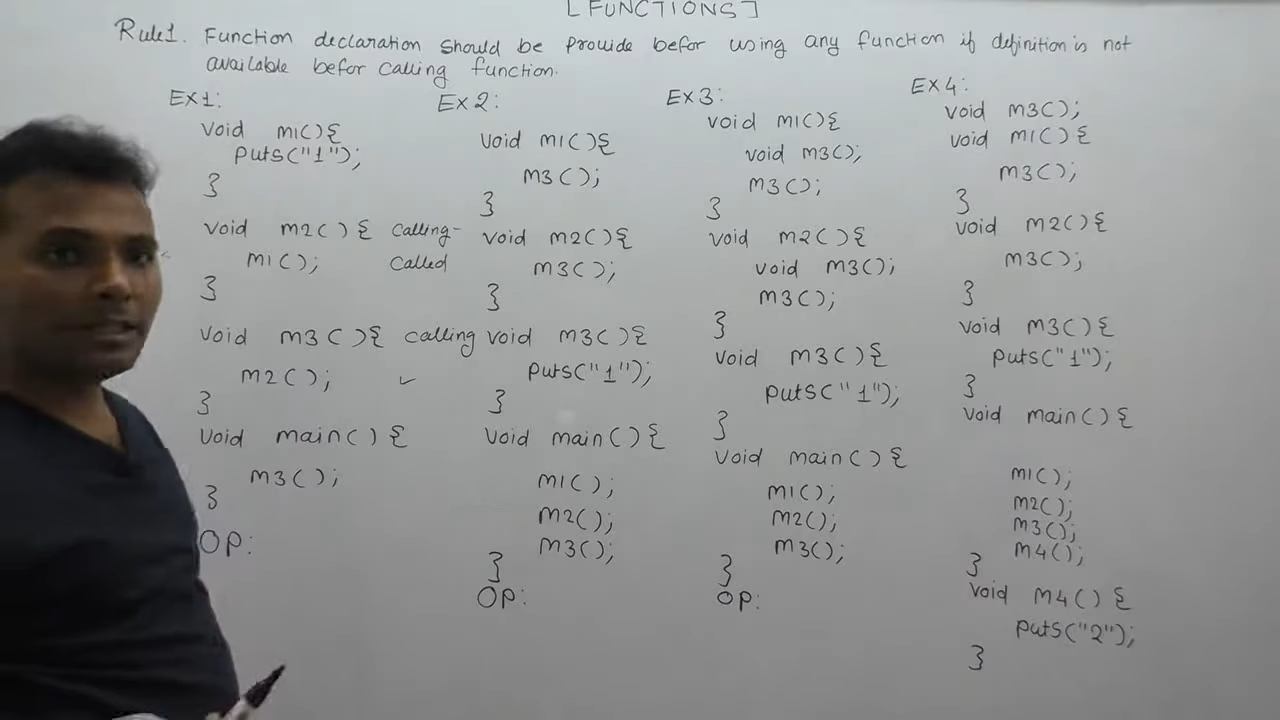 [FUNCTIONS]
Rule1. Function declaration should be provide befor using any function if definition is not
available befor calling function.
Ex1:
void m1(){
puts("1");
}
void m2(){ calling-
m1(); called
}
void m3(){ calling
m2(); ✓
}
void main(){
m3();
}
OP:
Ex2:
void m1(){
m3();
}
void m2(){
m3();
}
void m3(){
puts("1");
}
void main(){
m1();
m2();
m3();
}
OP:
Ex3:
void m1(){
void m3();
m3();
}
void m2(){
void m3();
m3();
}
void m3(){
puts("1");
}
void main(){
m1();
m2();
m3();
}
OP:
Ex4:
void m3();
void m1(){
m3();
}
void m2(){
m3();
}
void m3(){
puts("1");
}
void main(){
m1();
m2();
m3();
m4();
}
void m4(){
puts("2");
}